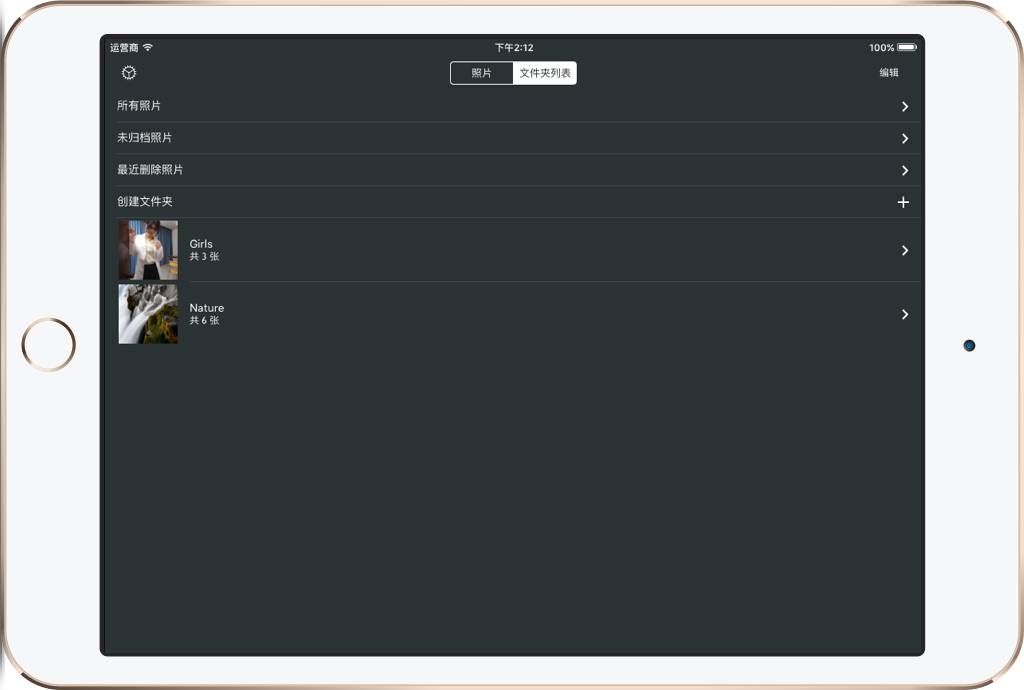 运营商
下午2:12
100%
照片
文件夹列表
编辑
所有照片
未归档照片
最近删除照片
创建文件夹
Girls
共 3 张
Nature
共 6 张